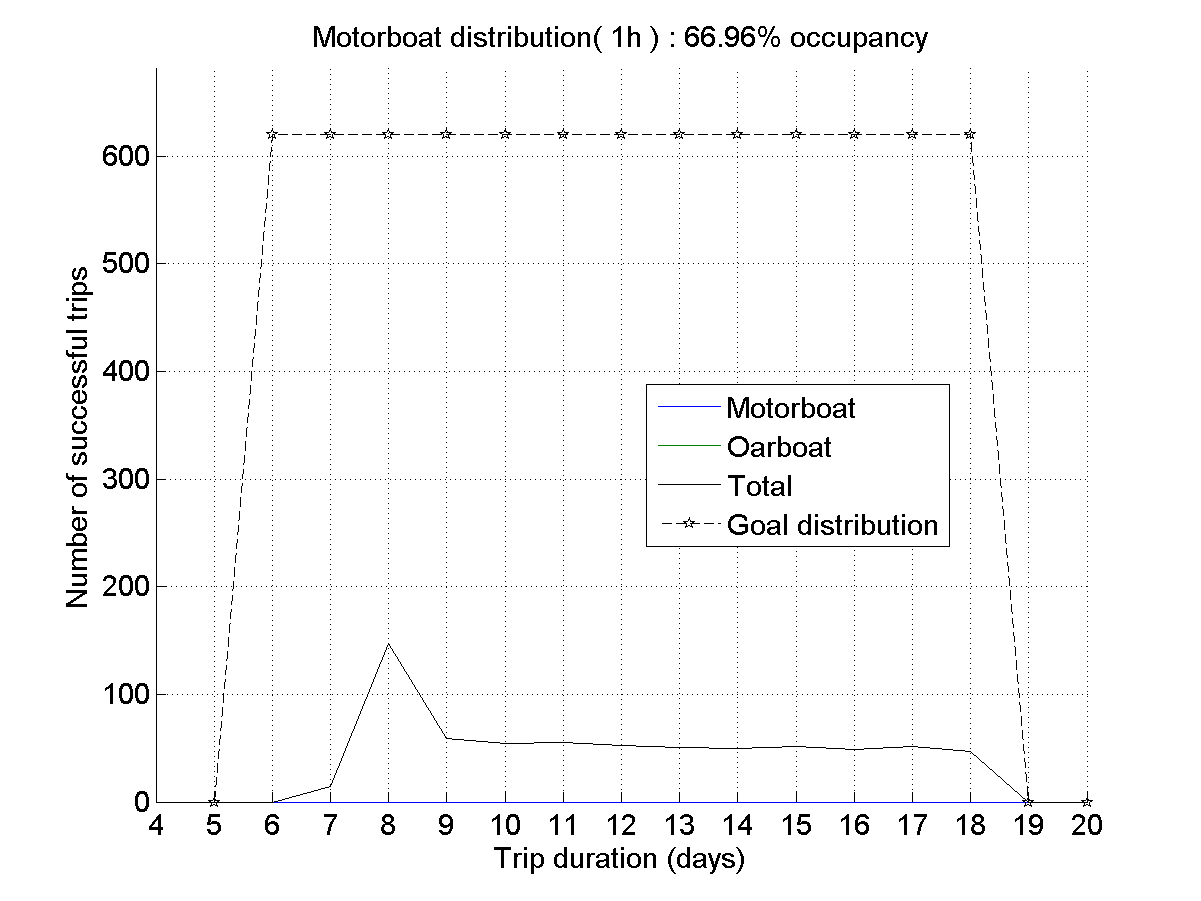 Motorboat distribution( 1h ) : 66.96% occupancy
Number of successful trips
600
500
400
300
200
100
0
Motorboat
Oarboat
Total
Goal distribution
4 5 6 7 8 9 10 11 12 13 14 15 16 17 18 19 20
Trip duration (days)